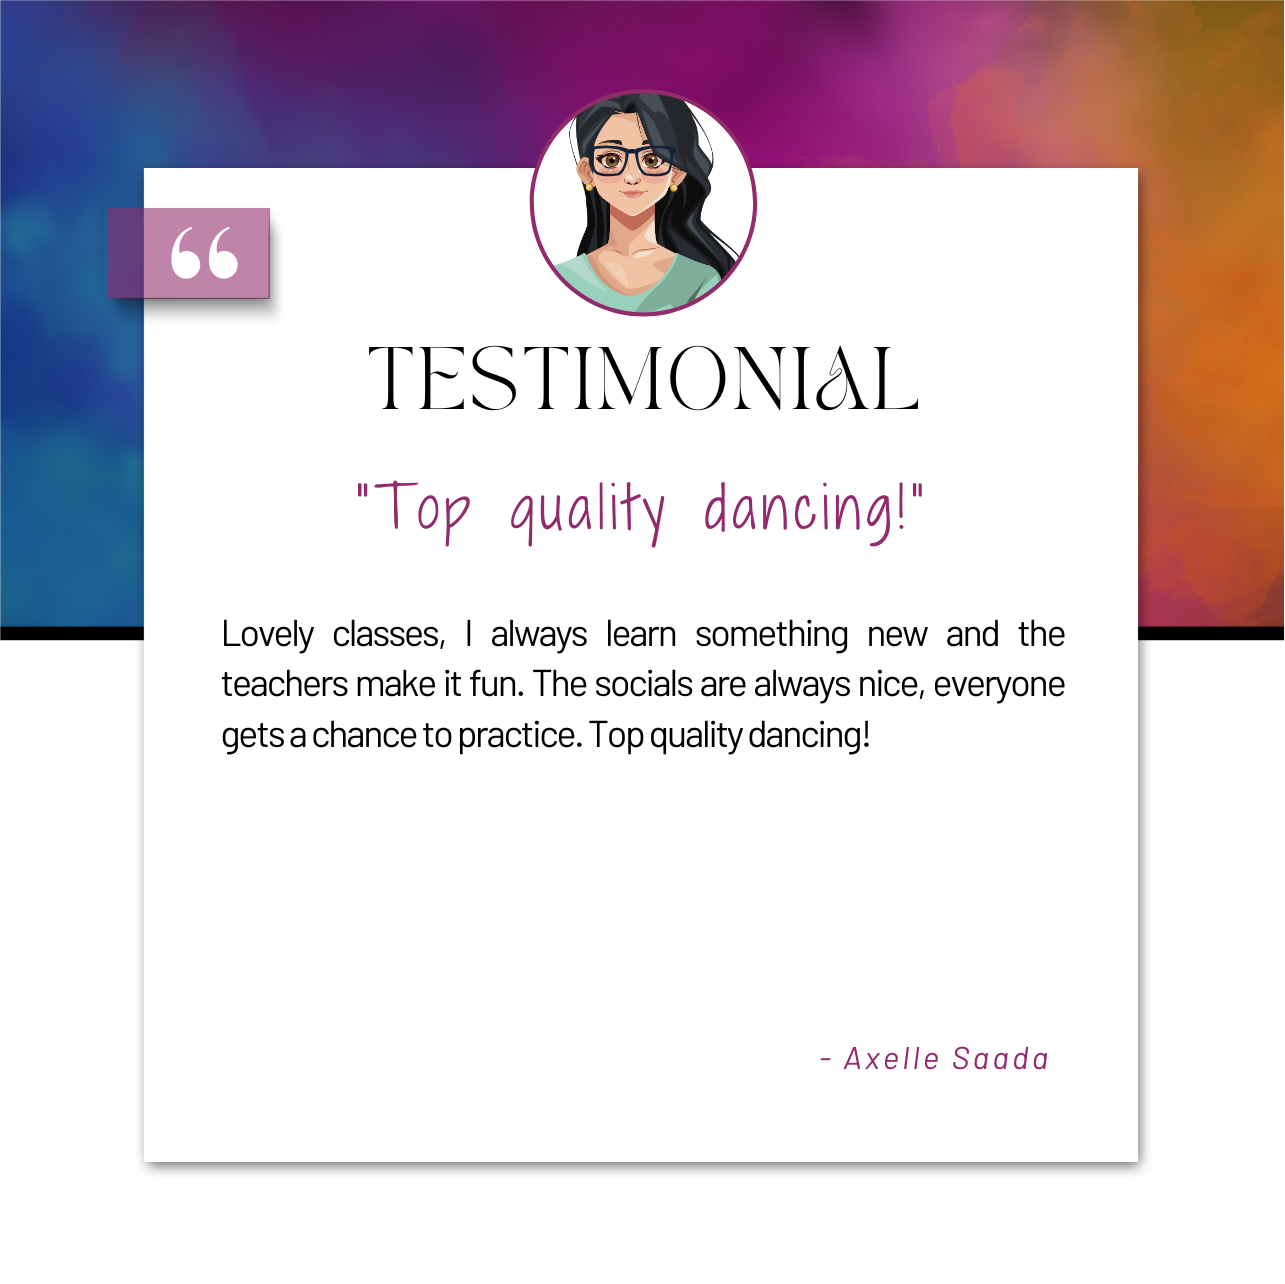 “
TESTIMONIAL
"Top quality dancing!"
Lovely classes, I always learn something new and the
teachers make it fun. The socials are always nice, everyone
gets a chance to practice. Top quality dancing!
- Axelle Saada